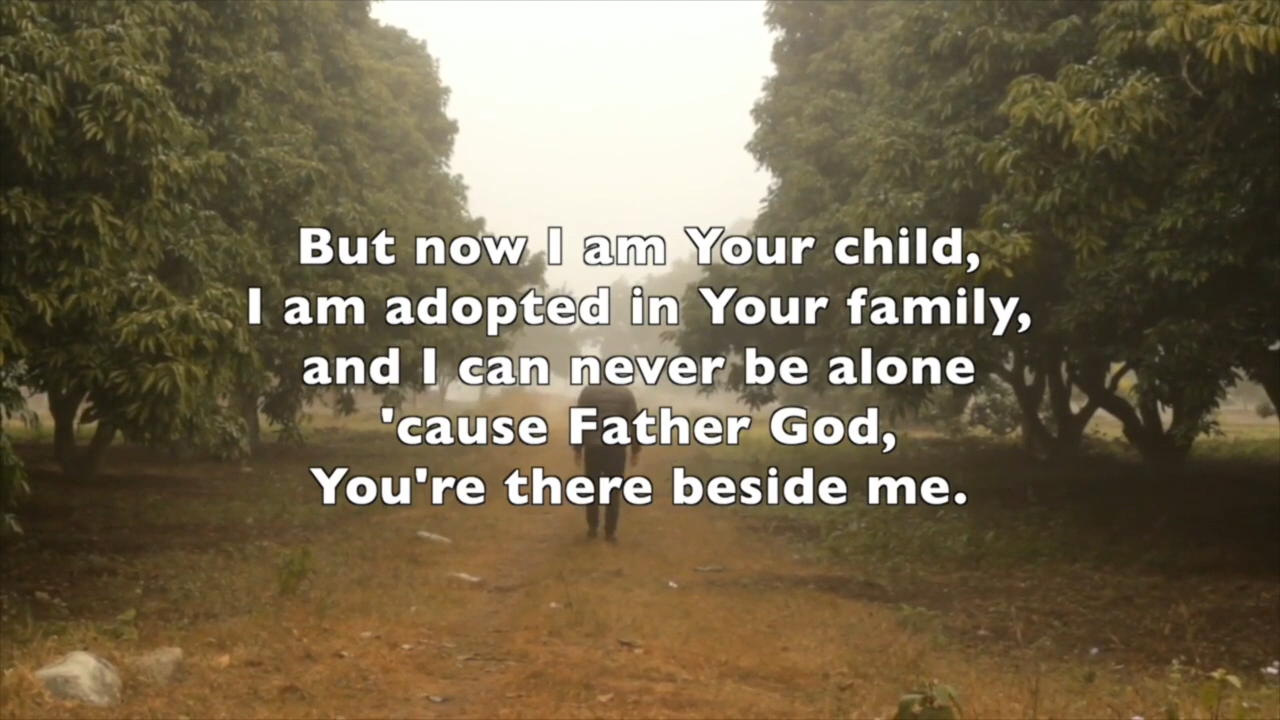 But now I am Your child,
I am adopted in Your family,
and I can never be alone
'cause Father God,
You're there beside me.